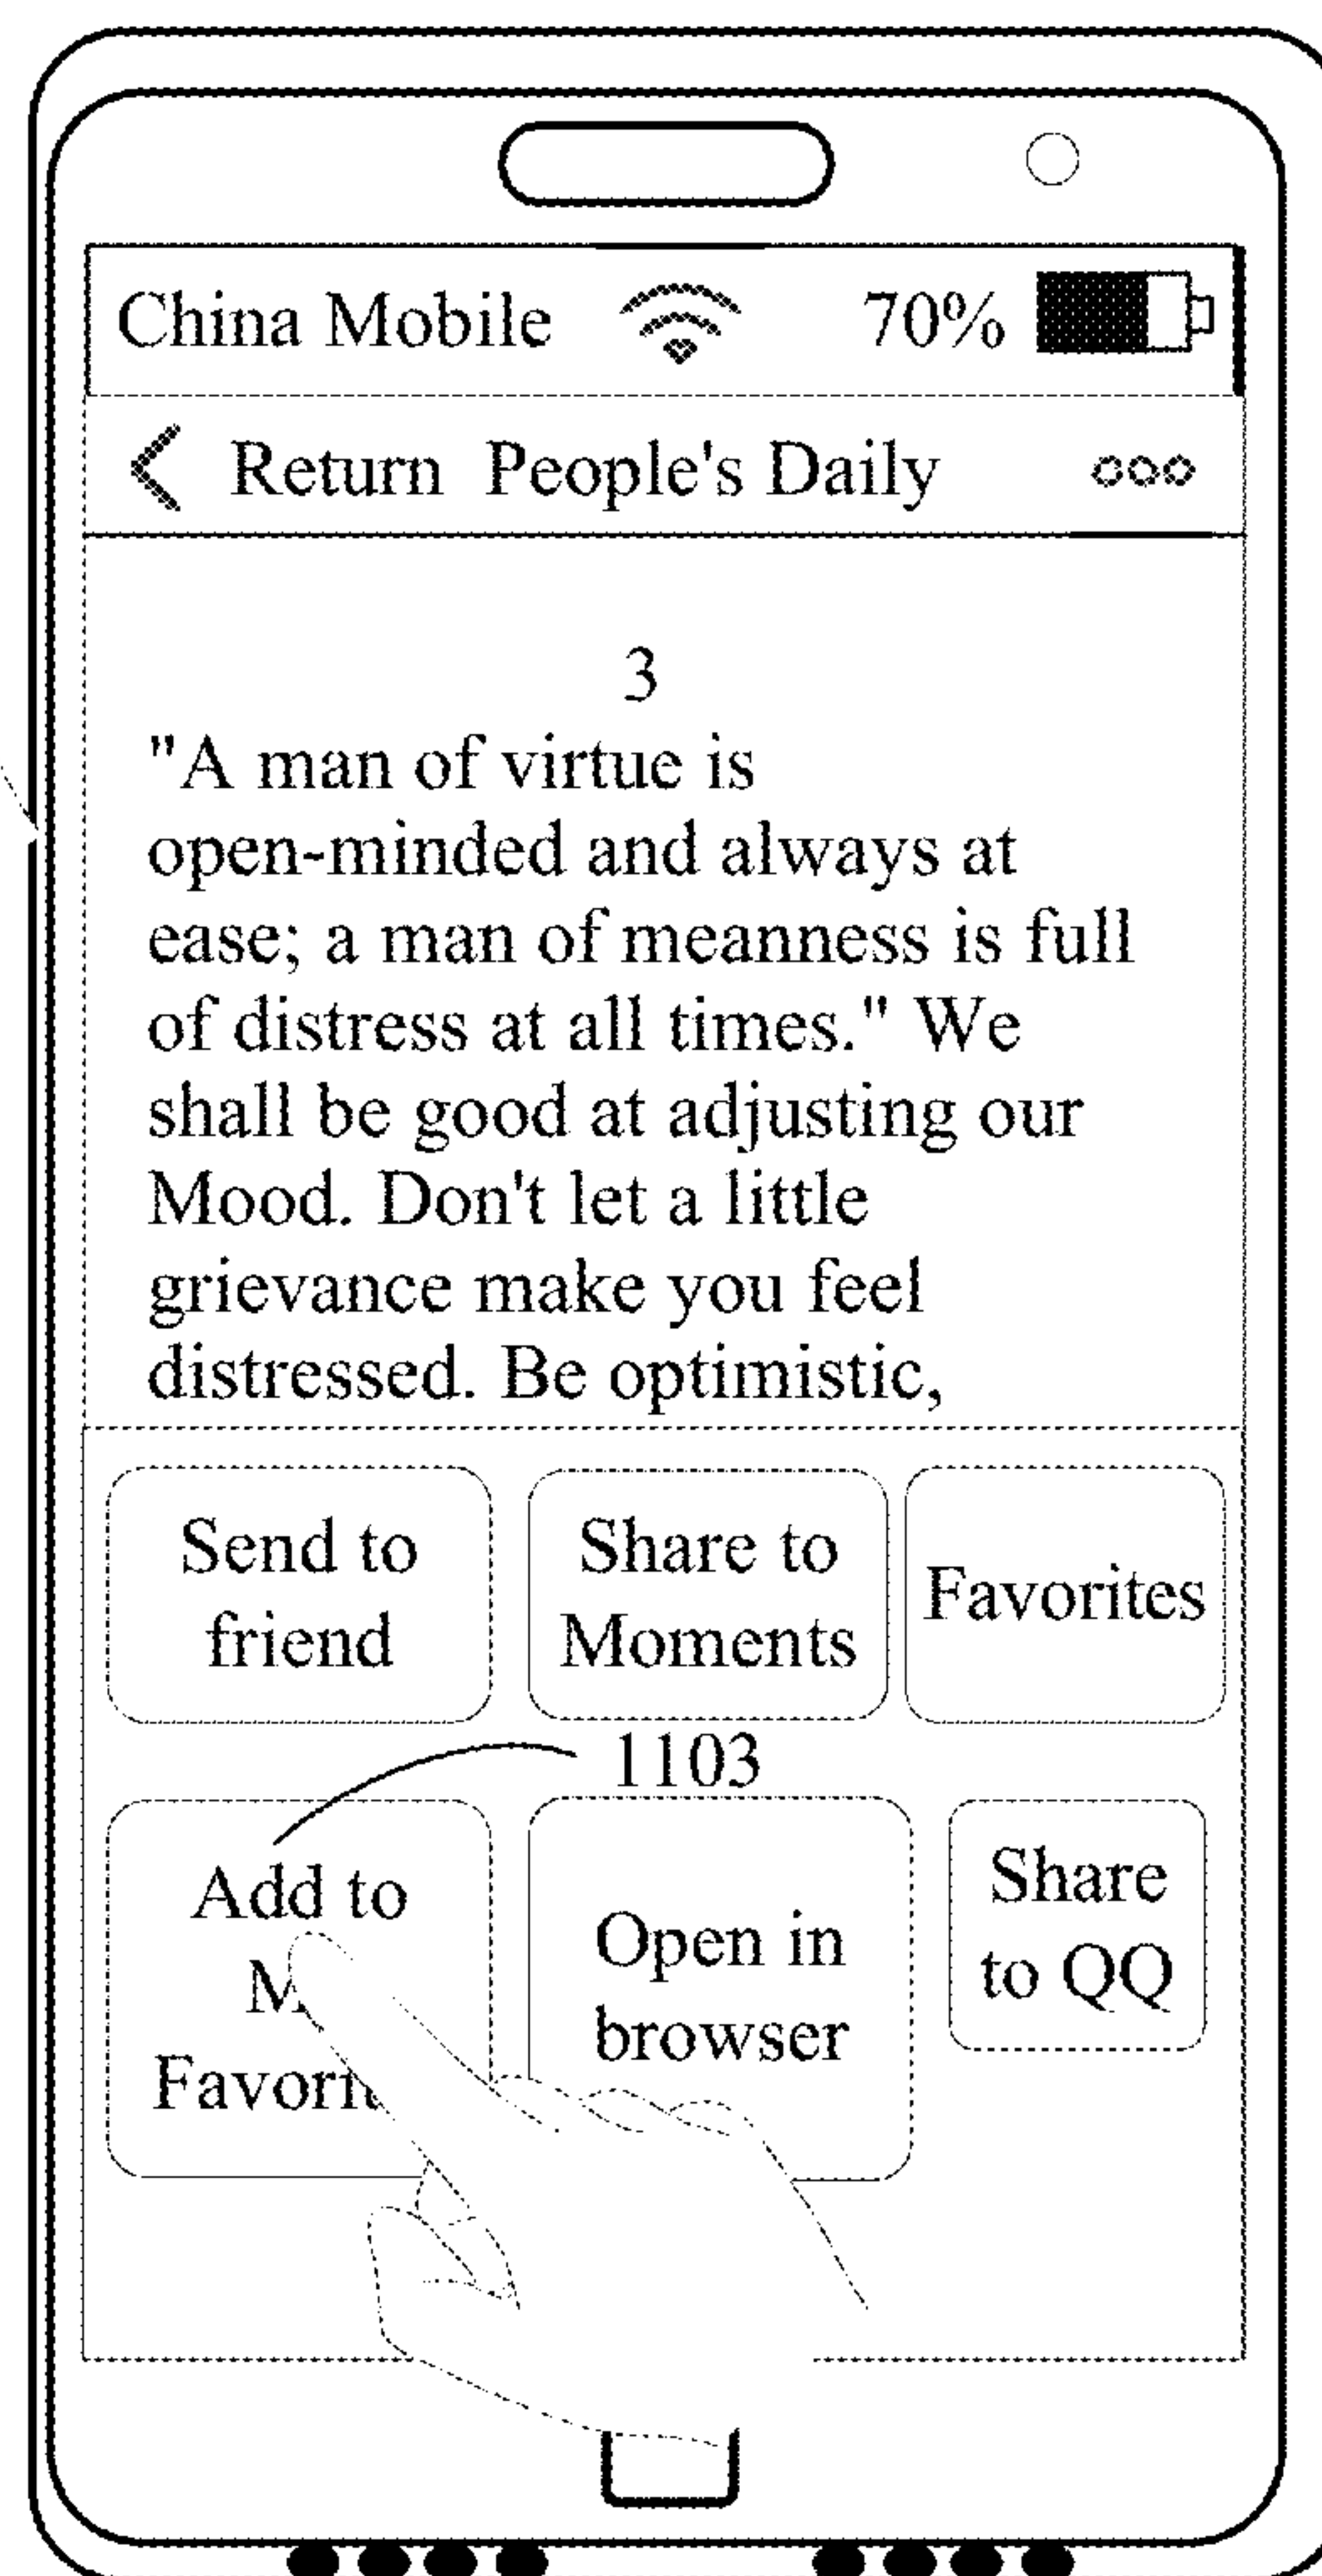 China Mobile 70%
Return People's Daily
3
"A man of virtue is
open-minded and always at
ease; a man of meanness is full
of distress at all times." We
shall be good at adjusting our
Mood. Don't let a little
grievance make you feel
distressed. Be optimistic,
Send to
friend
Share to
Moments
Favorites
1103
Add to
Open in
browser
Share
to QQ